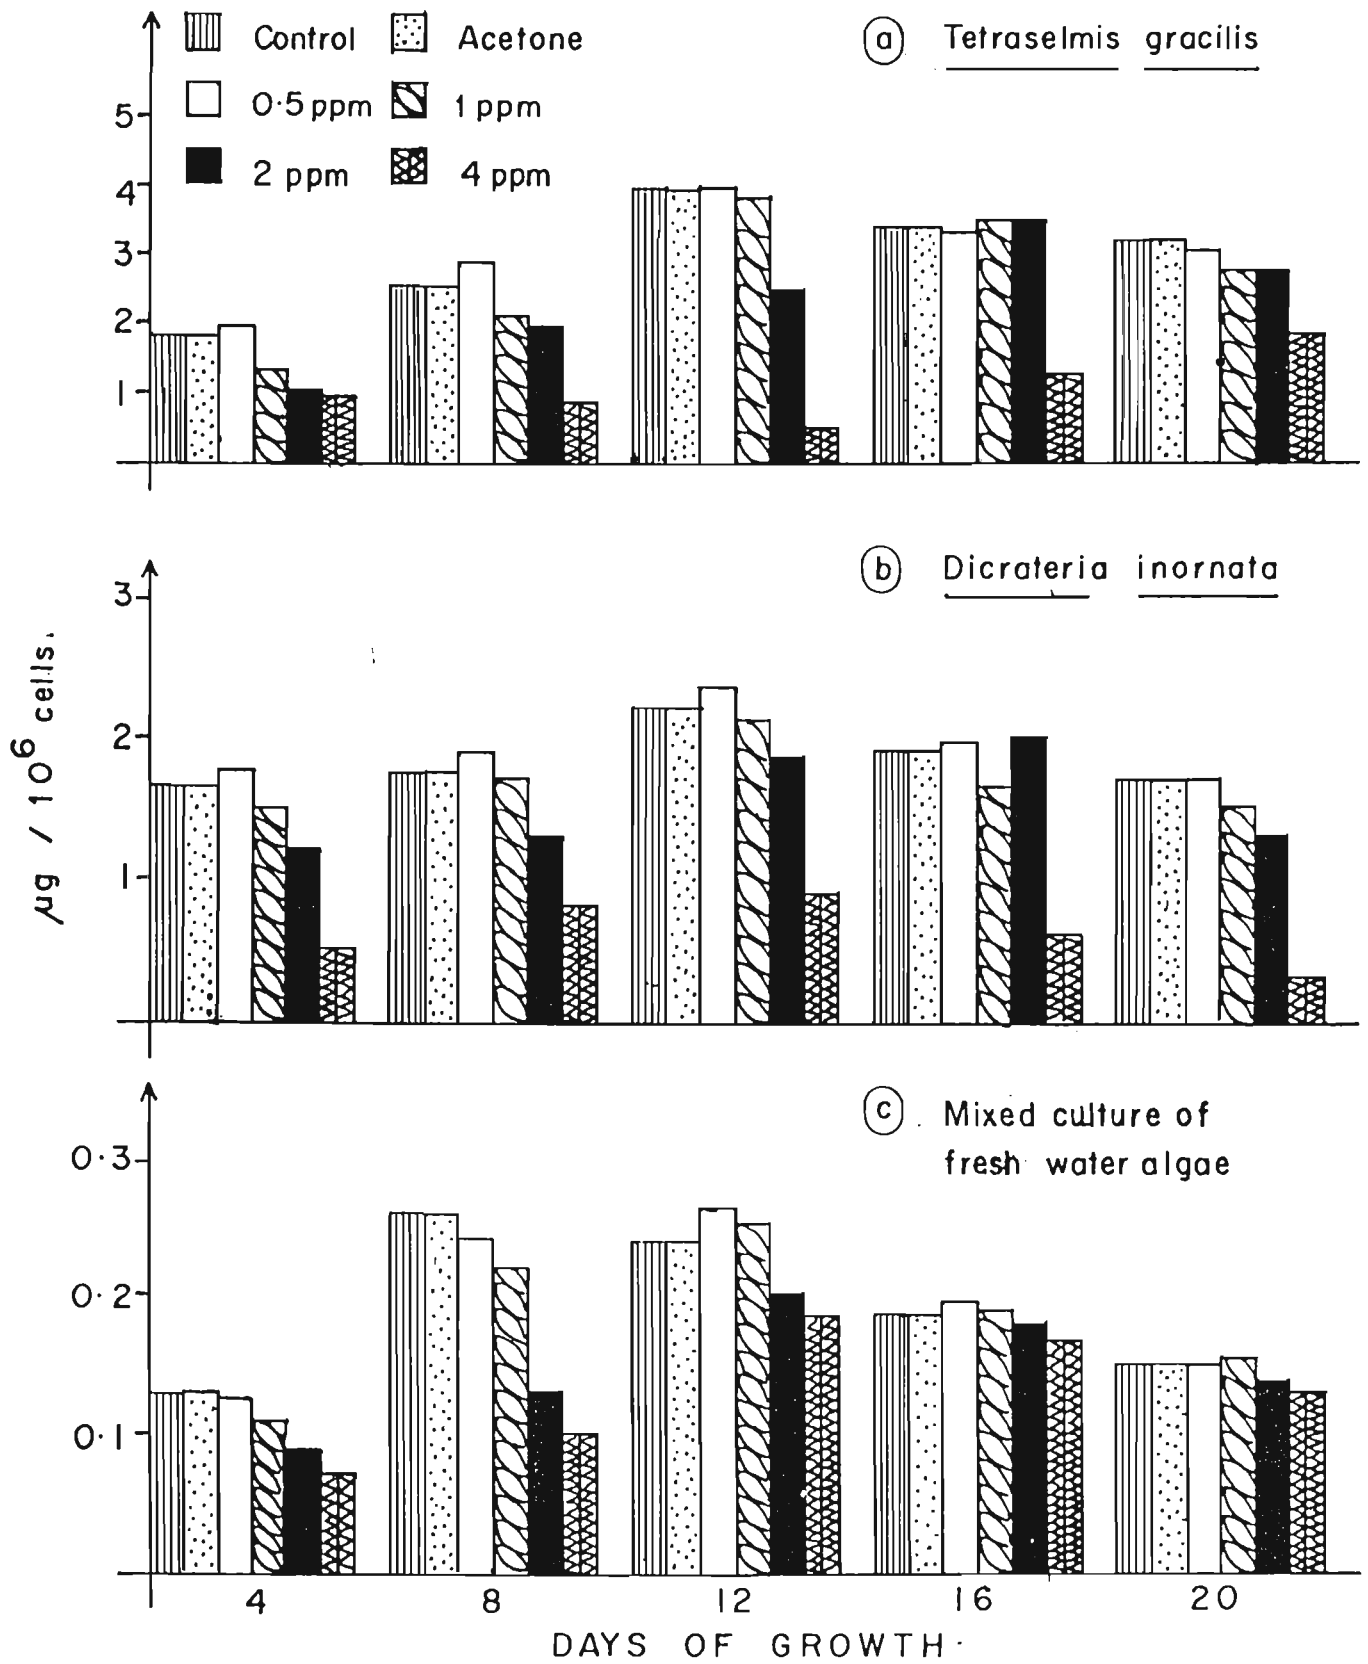 Control Acetone
0.5 ppm 1 ppm
2 ppm 4 ppm
a Tetraselmis gracilis
5
4
3
2
1
b Dicrateria inornata
3
2
1
µg / 10⁶ cells.
c Mixed culture of
fresh water algae
0.3
0.2
0.1
4 8 12 16 20
DAYS OF GROWTH